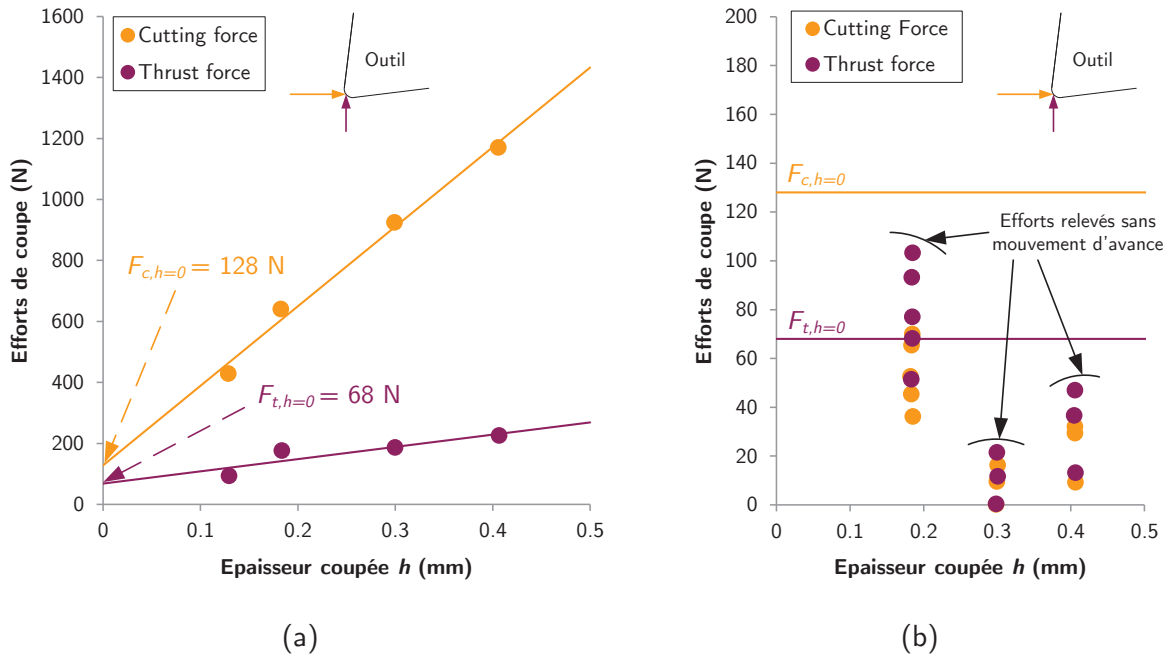 1600
1400
1200
1000
800
600
400
200
0
Efforts de coupe (N)
Cutting force
Thrust force
Outil
F_{c,h=0} = 128 N
F_{t,h=0} = 68 N
0 0.1 0.2 0.3 0.4 0.5
Epaisseur coupée h (mm)
(a)
200
180
160
140
120
100
80
60
40
20
0
Efforts de coupe (N)
Cutting Force
Thrust force
Outil
F_{c,h=0}
Efforts relevés sans
mouvement d'avance
F_{t,h=0}
0 0.1 0.2 0.3 0.4 0.5
Epaisseur coupée h (mm)
(b)